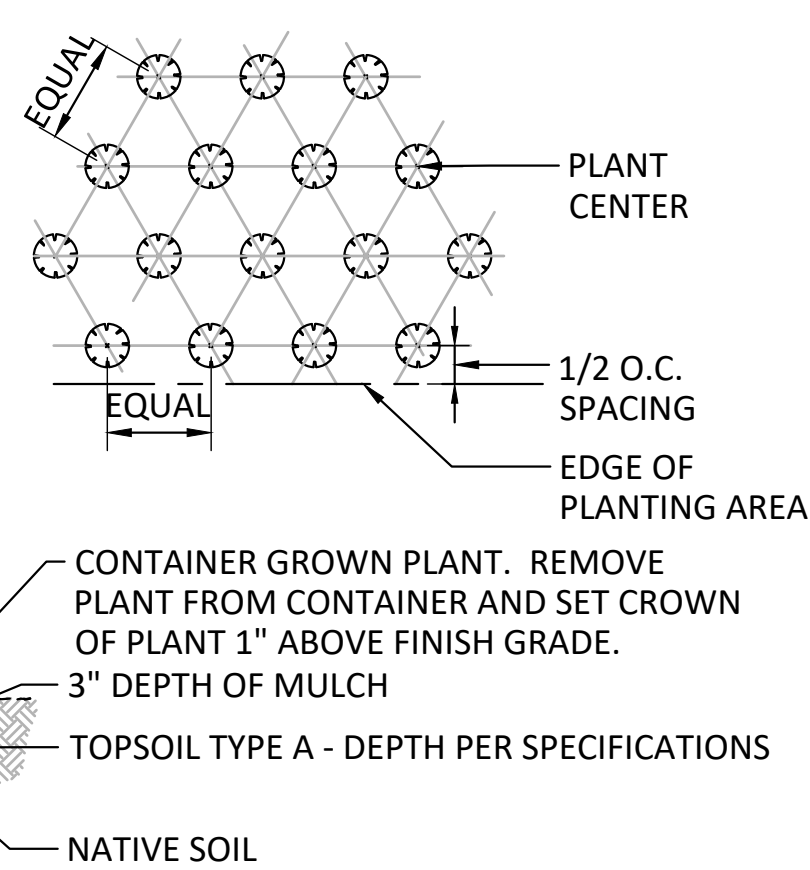 EQUAL
PLANT
CENTER
1/2 O.C.
SPACING
EQUAL
EDGE OF
PLANTING AREA
CONTAINER GROWN PLANT.  REMOVE
PLANT FROM CONTAINER AND SET CROWN
OF PLANT 1" ABOVE FINISH GRADE.
3" DEPTH OF MULCH
TOPSOIL TYPE A - DEPTH PER SPECIFICATIONS
NATIVE SOIL